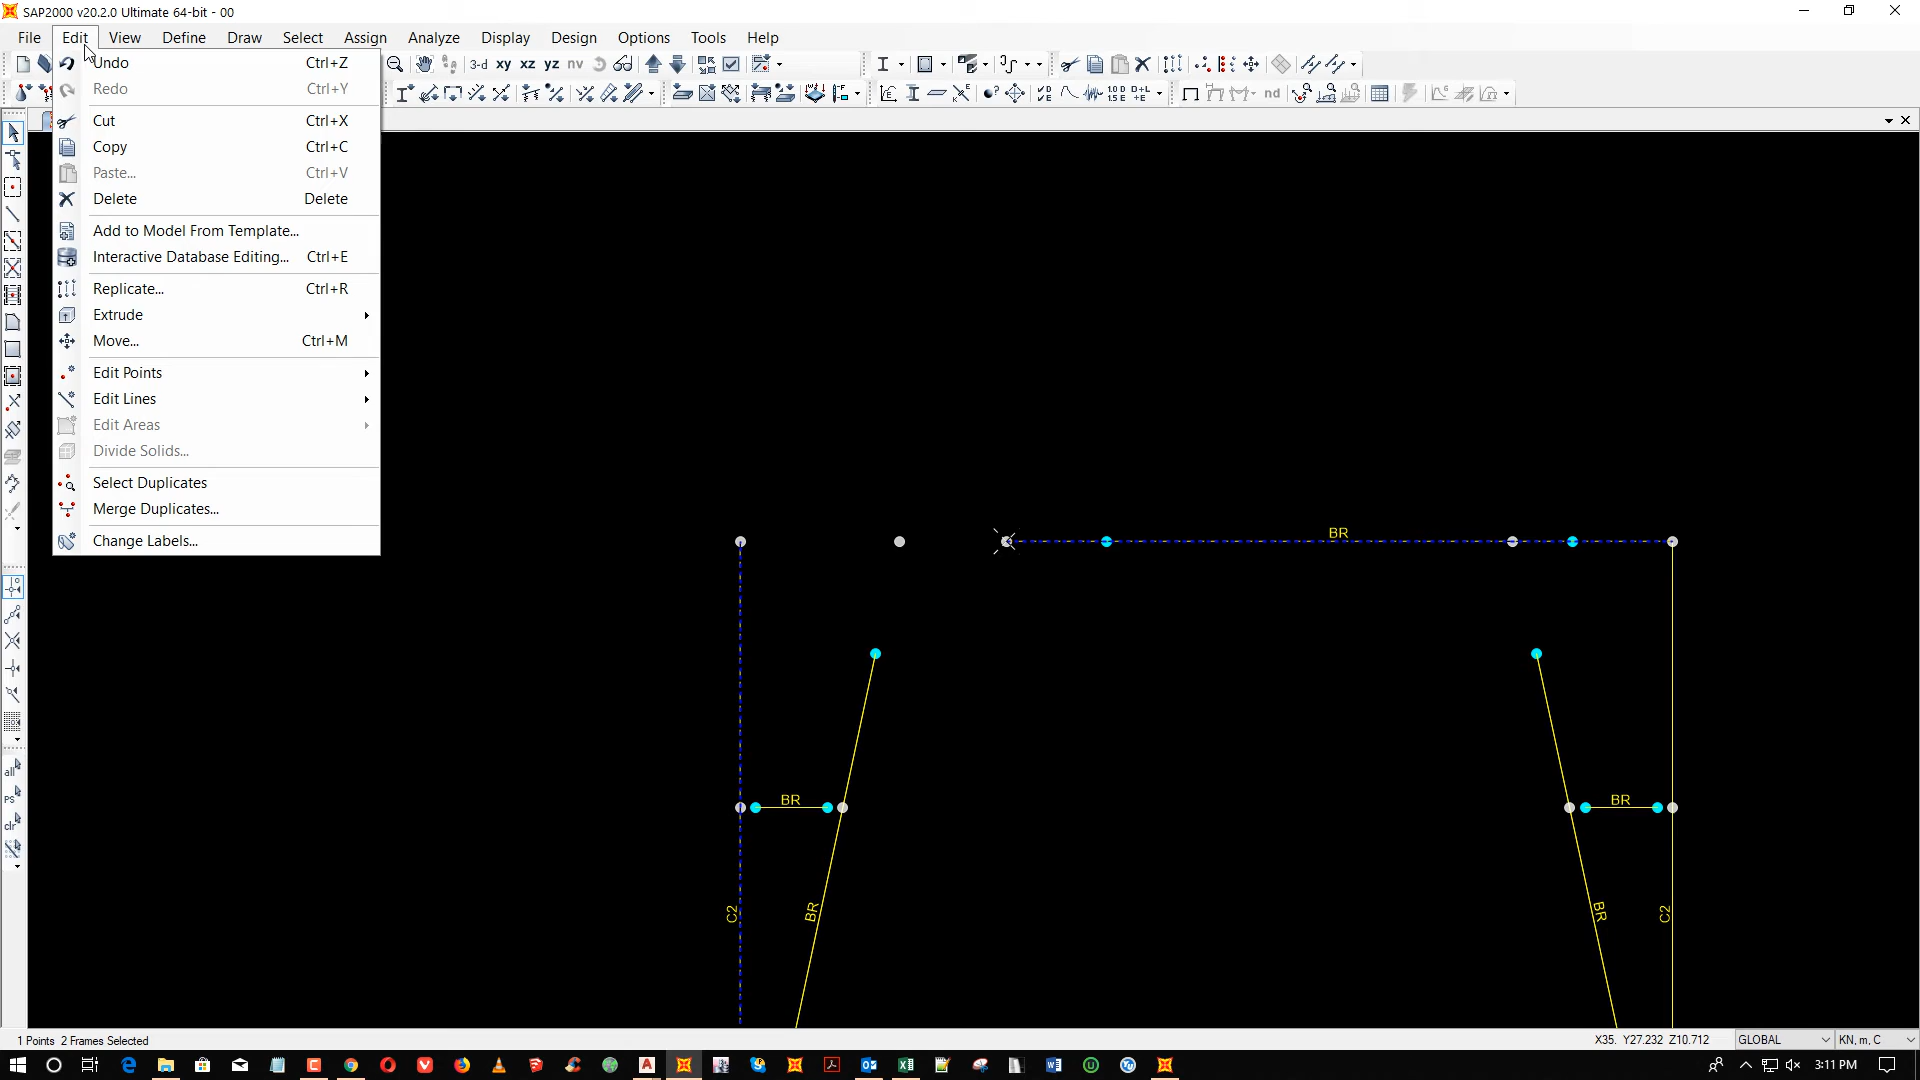 SAP2000 v20.2.0 Ultimate 64-bit - 00
File Edit View Define Draw Select Assign Analyze Display Design Options Tools Help
3-d xy xz yz nv
nd
Undo Ctrl+Z
Redo Ctrl+Y
Cut Ctrl+X
Copy Ctrl+C
Paste... Ctrl+V
Delete Delete
Add to Model From Template...
Interactive Database Editing... Ctrl+E
Replicate... Ctrl+R
Extrude
Move... Ctrl+M
Edit Points
Edit Lines
Edit Areas
Divide Solids...
Select Duplicates
Merge Duplicates...
Change Labels...
BR
BR
BR
C2
BR
BR
C2
all
PS
clr
1 Points 2 Frames Selected
X35. Y27.232 Z10.712
GLOBAL
KN, m, C
3:11 PM